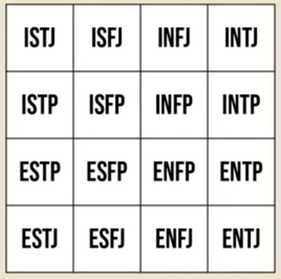 ISTJ ISFJ INFJ INTJ
ISTP ISFP INFP INTP
ESTP ESFP ENFP ENTP
ESTJ ESFJ ENFJ ENTJ